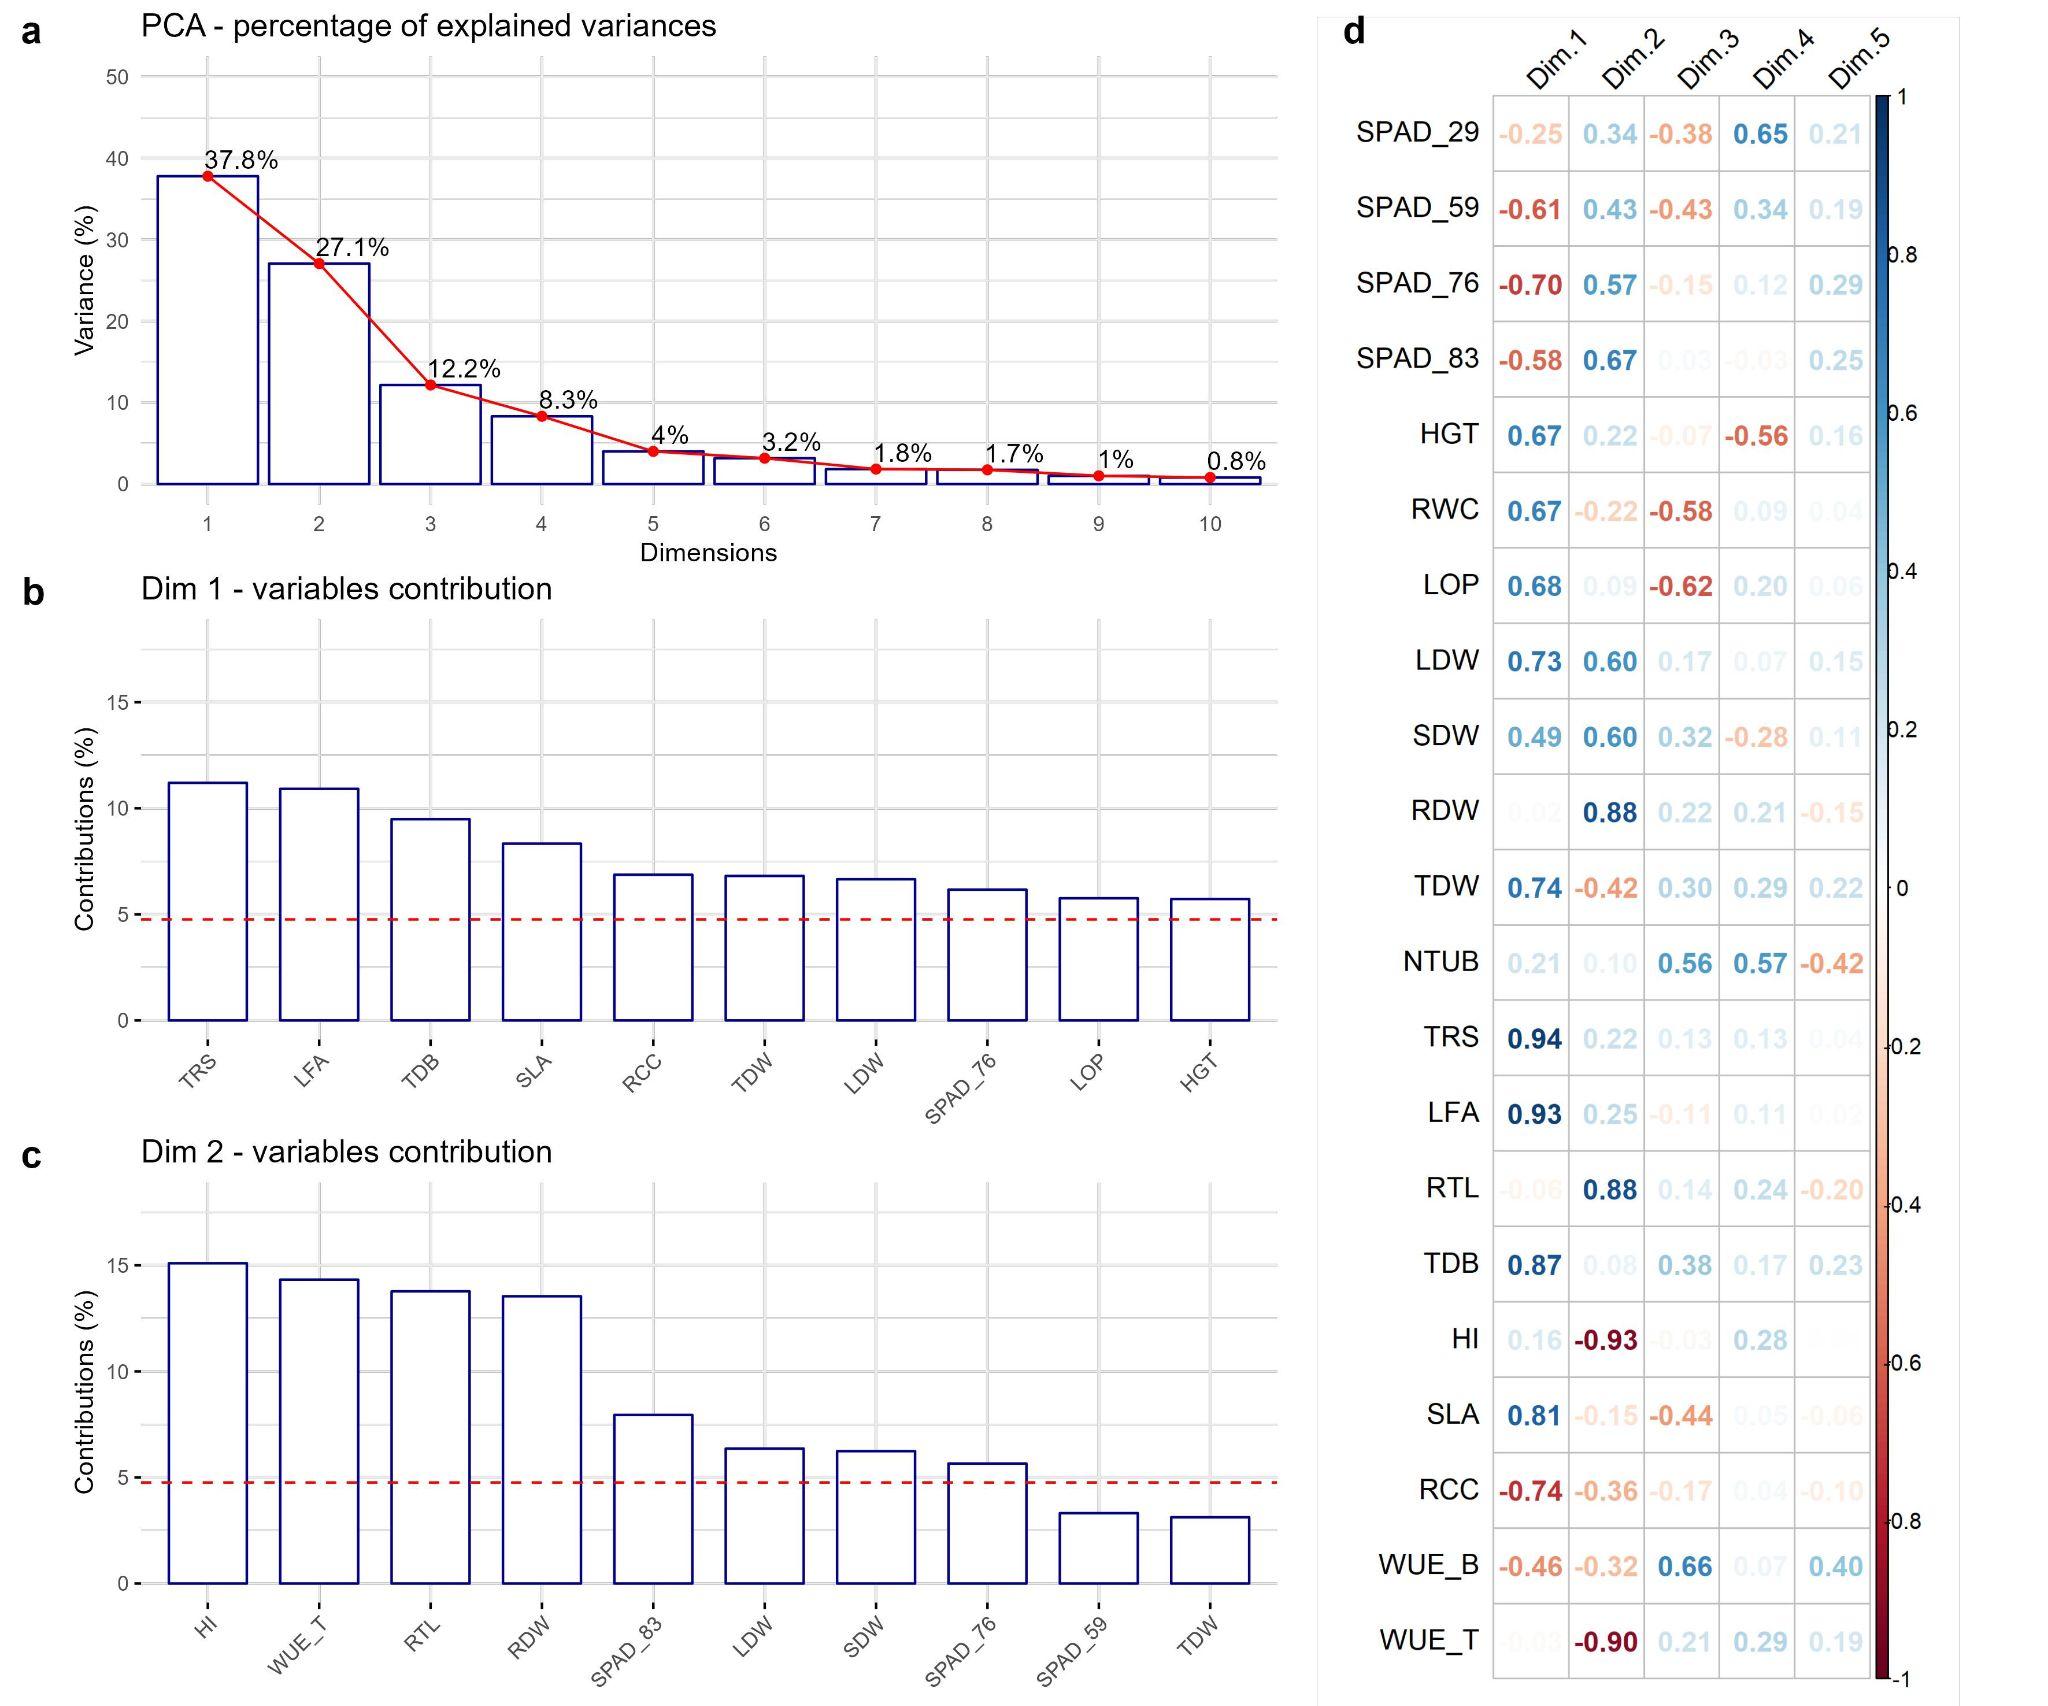 a
PCA - percentage of explained variances
50
40
30
20
10
0
Variance (%)
37.8%
27.1%
12.2%
8.3%
4%
3.2%
1.8%
1.7%
1%
0.8%
1 2 3 4 5 6 7 8 9 10
Dimensions
b
Dim 1 - variables contribution
15
10
5
0
Contributions (%)
TRS LFA TDB SLA RCC TDW LDW SPAD_76 LOP HGT
c
Dim 2 - variables contribution
15
10
5
0
Contributions (%)
HI WUE_T RTL RDW SPAD_83 LDW SDW SPAD_76 SPAD_59 TDW
d
Dim.1 Dim.2 Dim.3 Dim.4 Dim.5
SPAD_29 -0.25 0.34 -0.38 0.65 0.21
SPAD_59 -0.61 0.43 -0.43 0.34 0.19
SPAD_76 -0.70 0.57 -0.15 0.12 0.29
SPAD_83 -0.58 0.67 0.03 -0.03 0.25
HGT 0.67 0.22 -0.07 -0.56 0.16
RWC 0.67 -0.22 -0.58 0.09 0.04
LOP 0.68 0.09 -0.62 0.20 0.06
LDW 0.73 0.60 0.17 0.07 0.15
SDW 0.49 0.60 0.32 -0.28 0.11
RDW 0.02 0.88 0.22 0.21 -0.15
TDW 0.74 -0.42 0.30 0.29 0.22
NTUB 0.21 0.10 0.56 0.57 -0.42
TRS 0.94 0.22 0.13 0.13 0.04
LFA 0.93 0.25 -0.11 0.11 0.02
RTL -0.06 0.88 0.14 0.24 -0.20
TDB 0.87 0.08 0.38 0.17 0.23
HI 0.16 -0.93 -0.03 0.28
SLA 0.81 -0.15 -0.44 0.05 -0.06
RCC -0.74 -0.36 -0.17 0.04 -0.10
WUE_B -0.46 -0.32 0.66 0.07 0.40
WUE_T -0.03 -0.90 0.21 0.29 0.19
1
0.8
0.6
0.4
0.2
0
-0.2
-0.4
-0.6
-0.8
-1